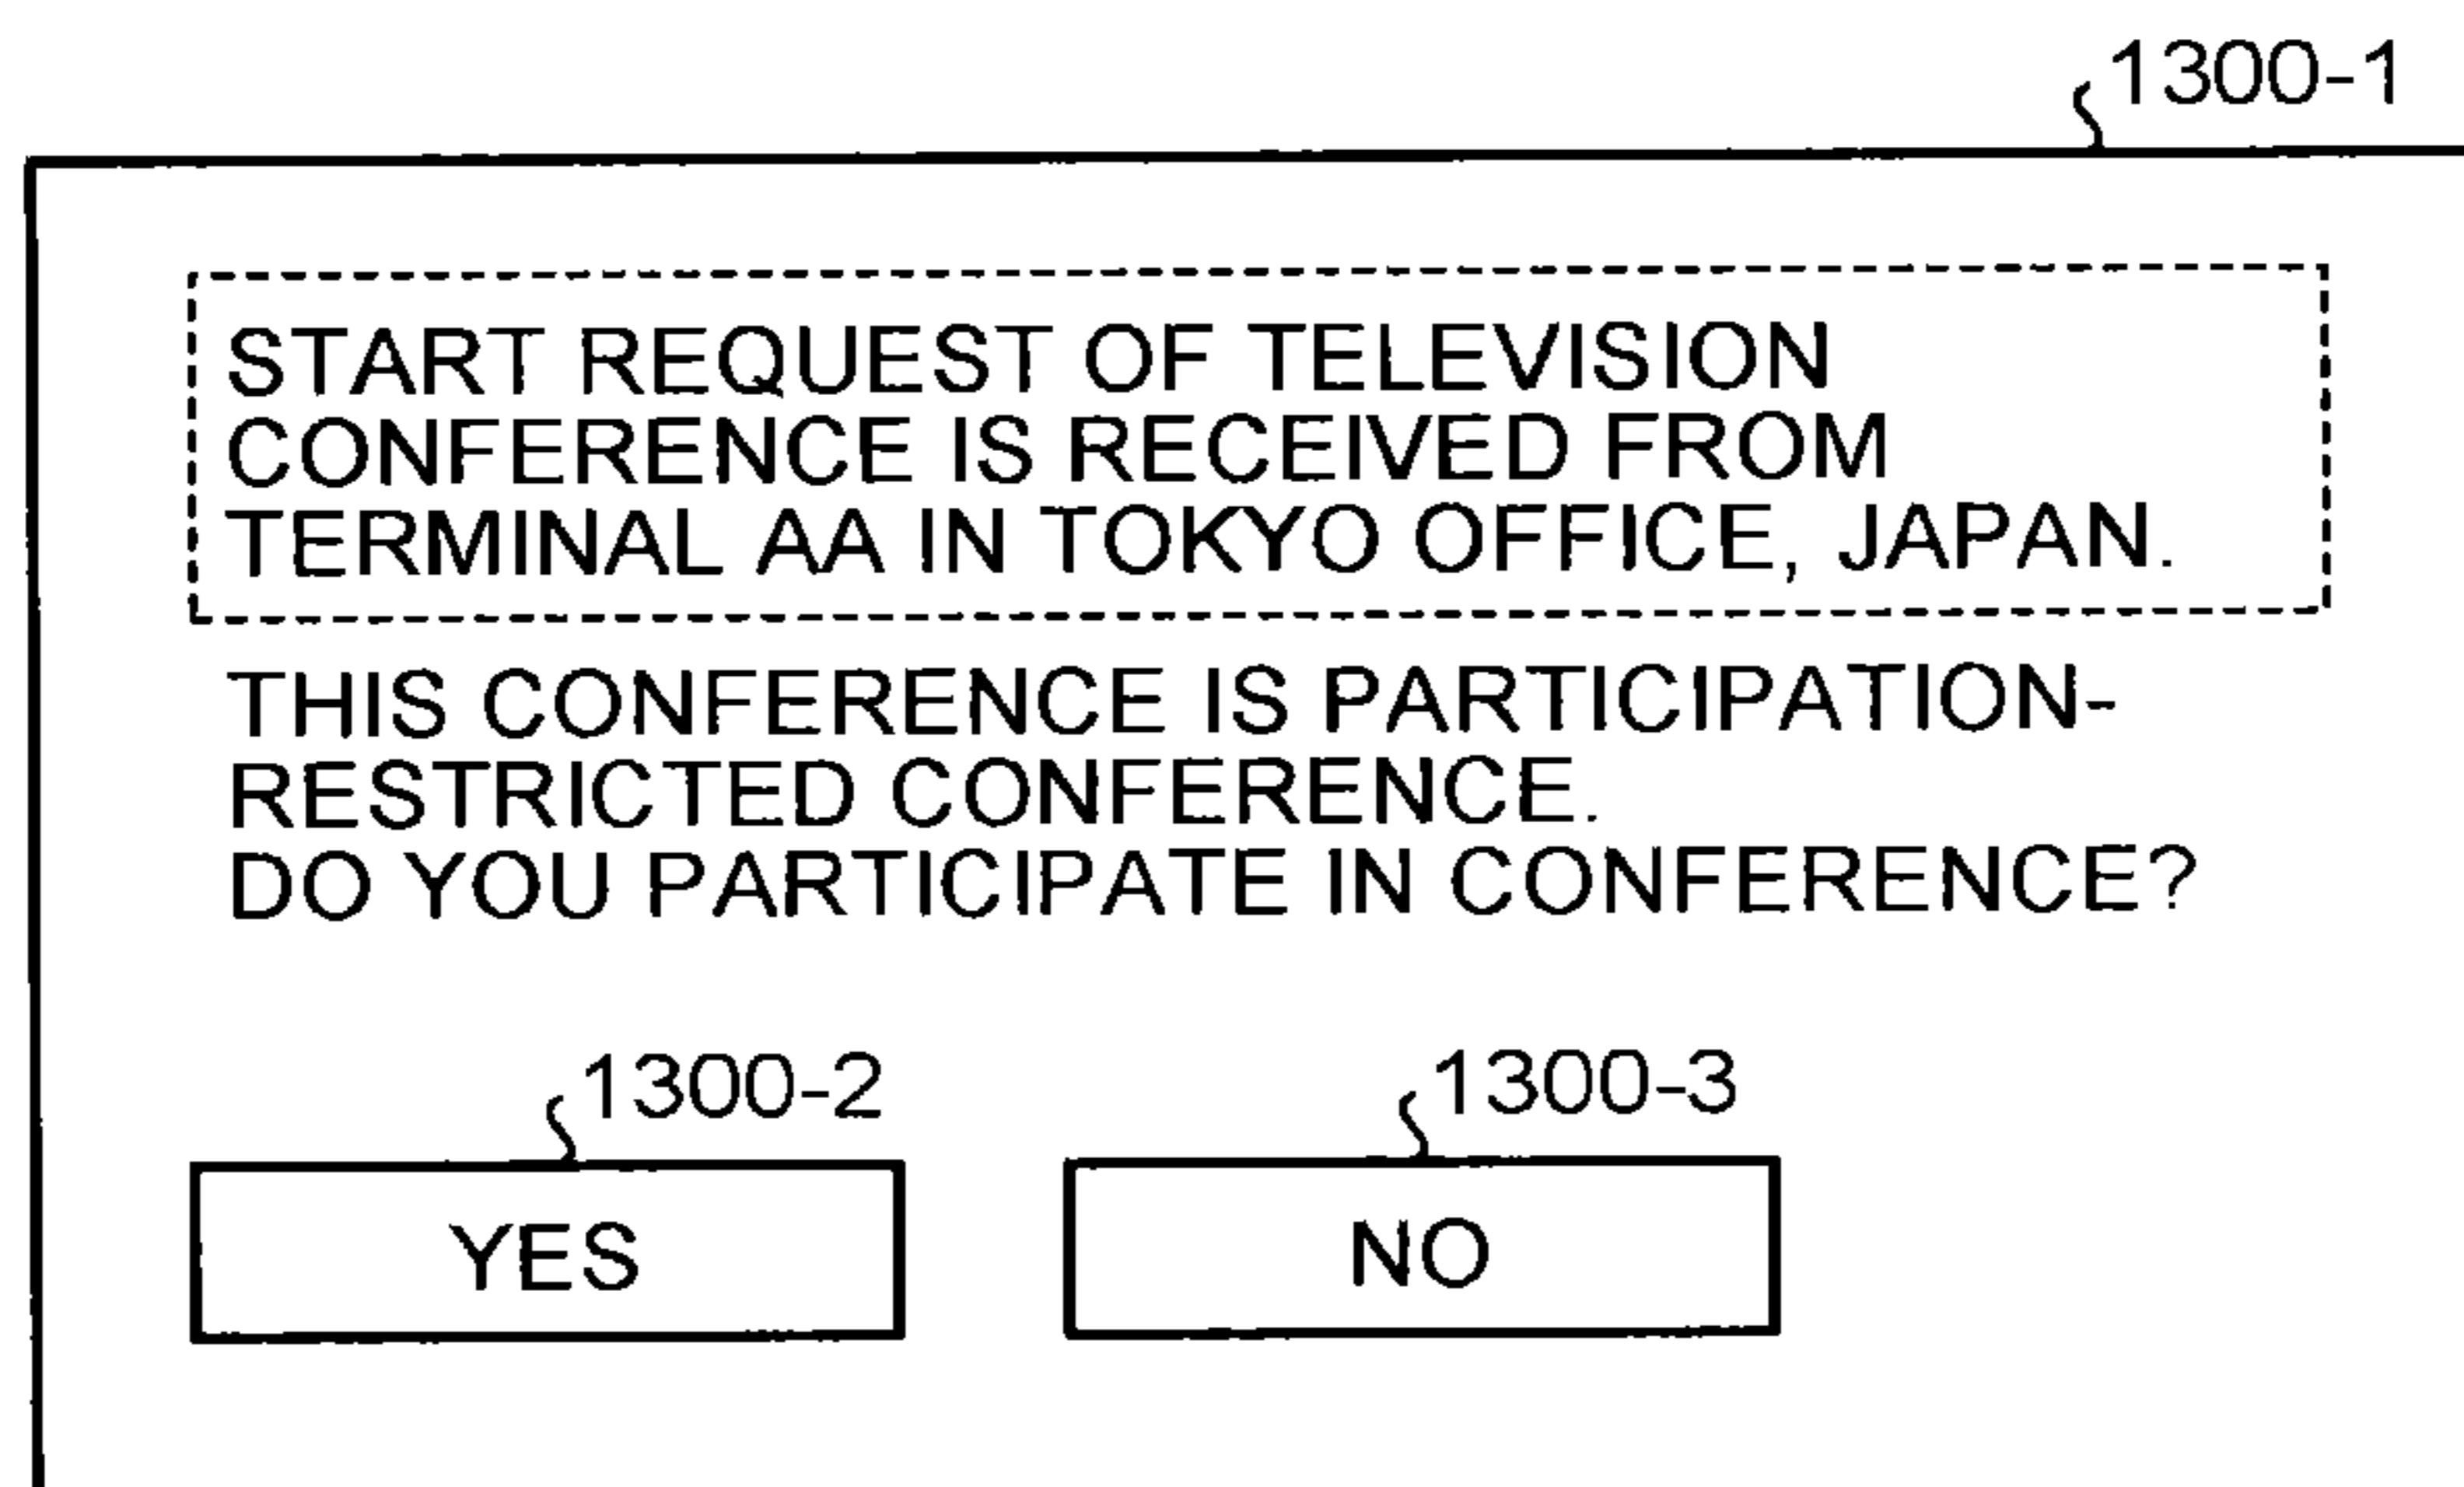 1300-1
START REQUEST OF TELEVISION
CONFERENCE IS RECEIVED FROM
TERMINAL AA IN TOKYO OFFICE, JAPAN.
THIS CONFERENCE IS PARTICIPATION-
RESTRICTED CONFERENCE.
DO YOU PARTICIPATE IN CONFERENCE?
1300-2 1300-3
YES NO